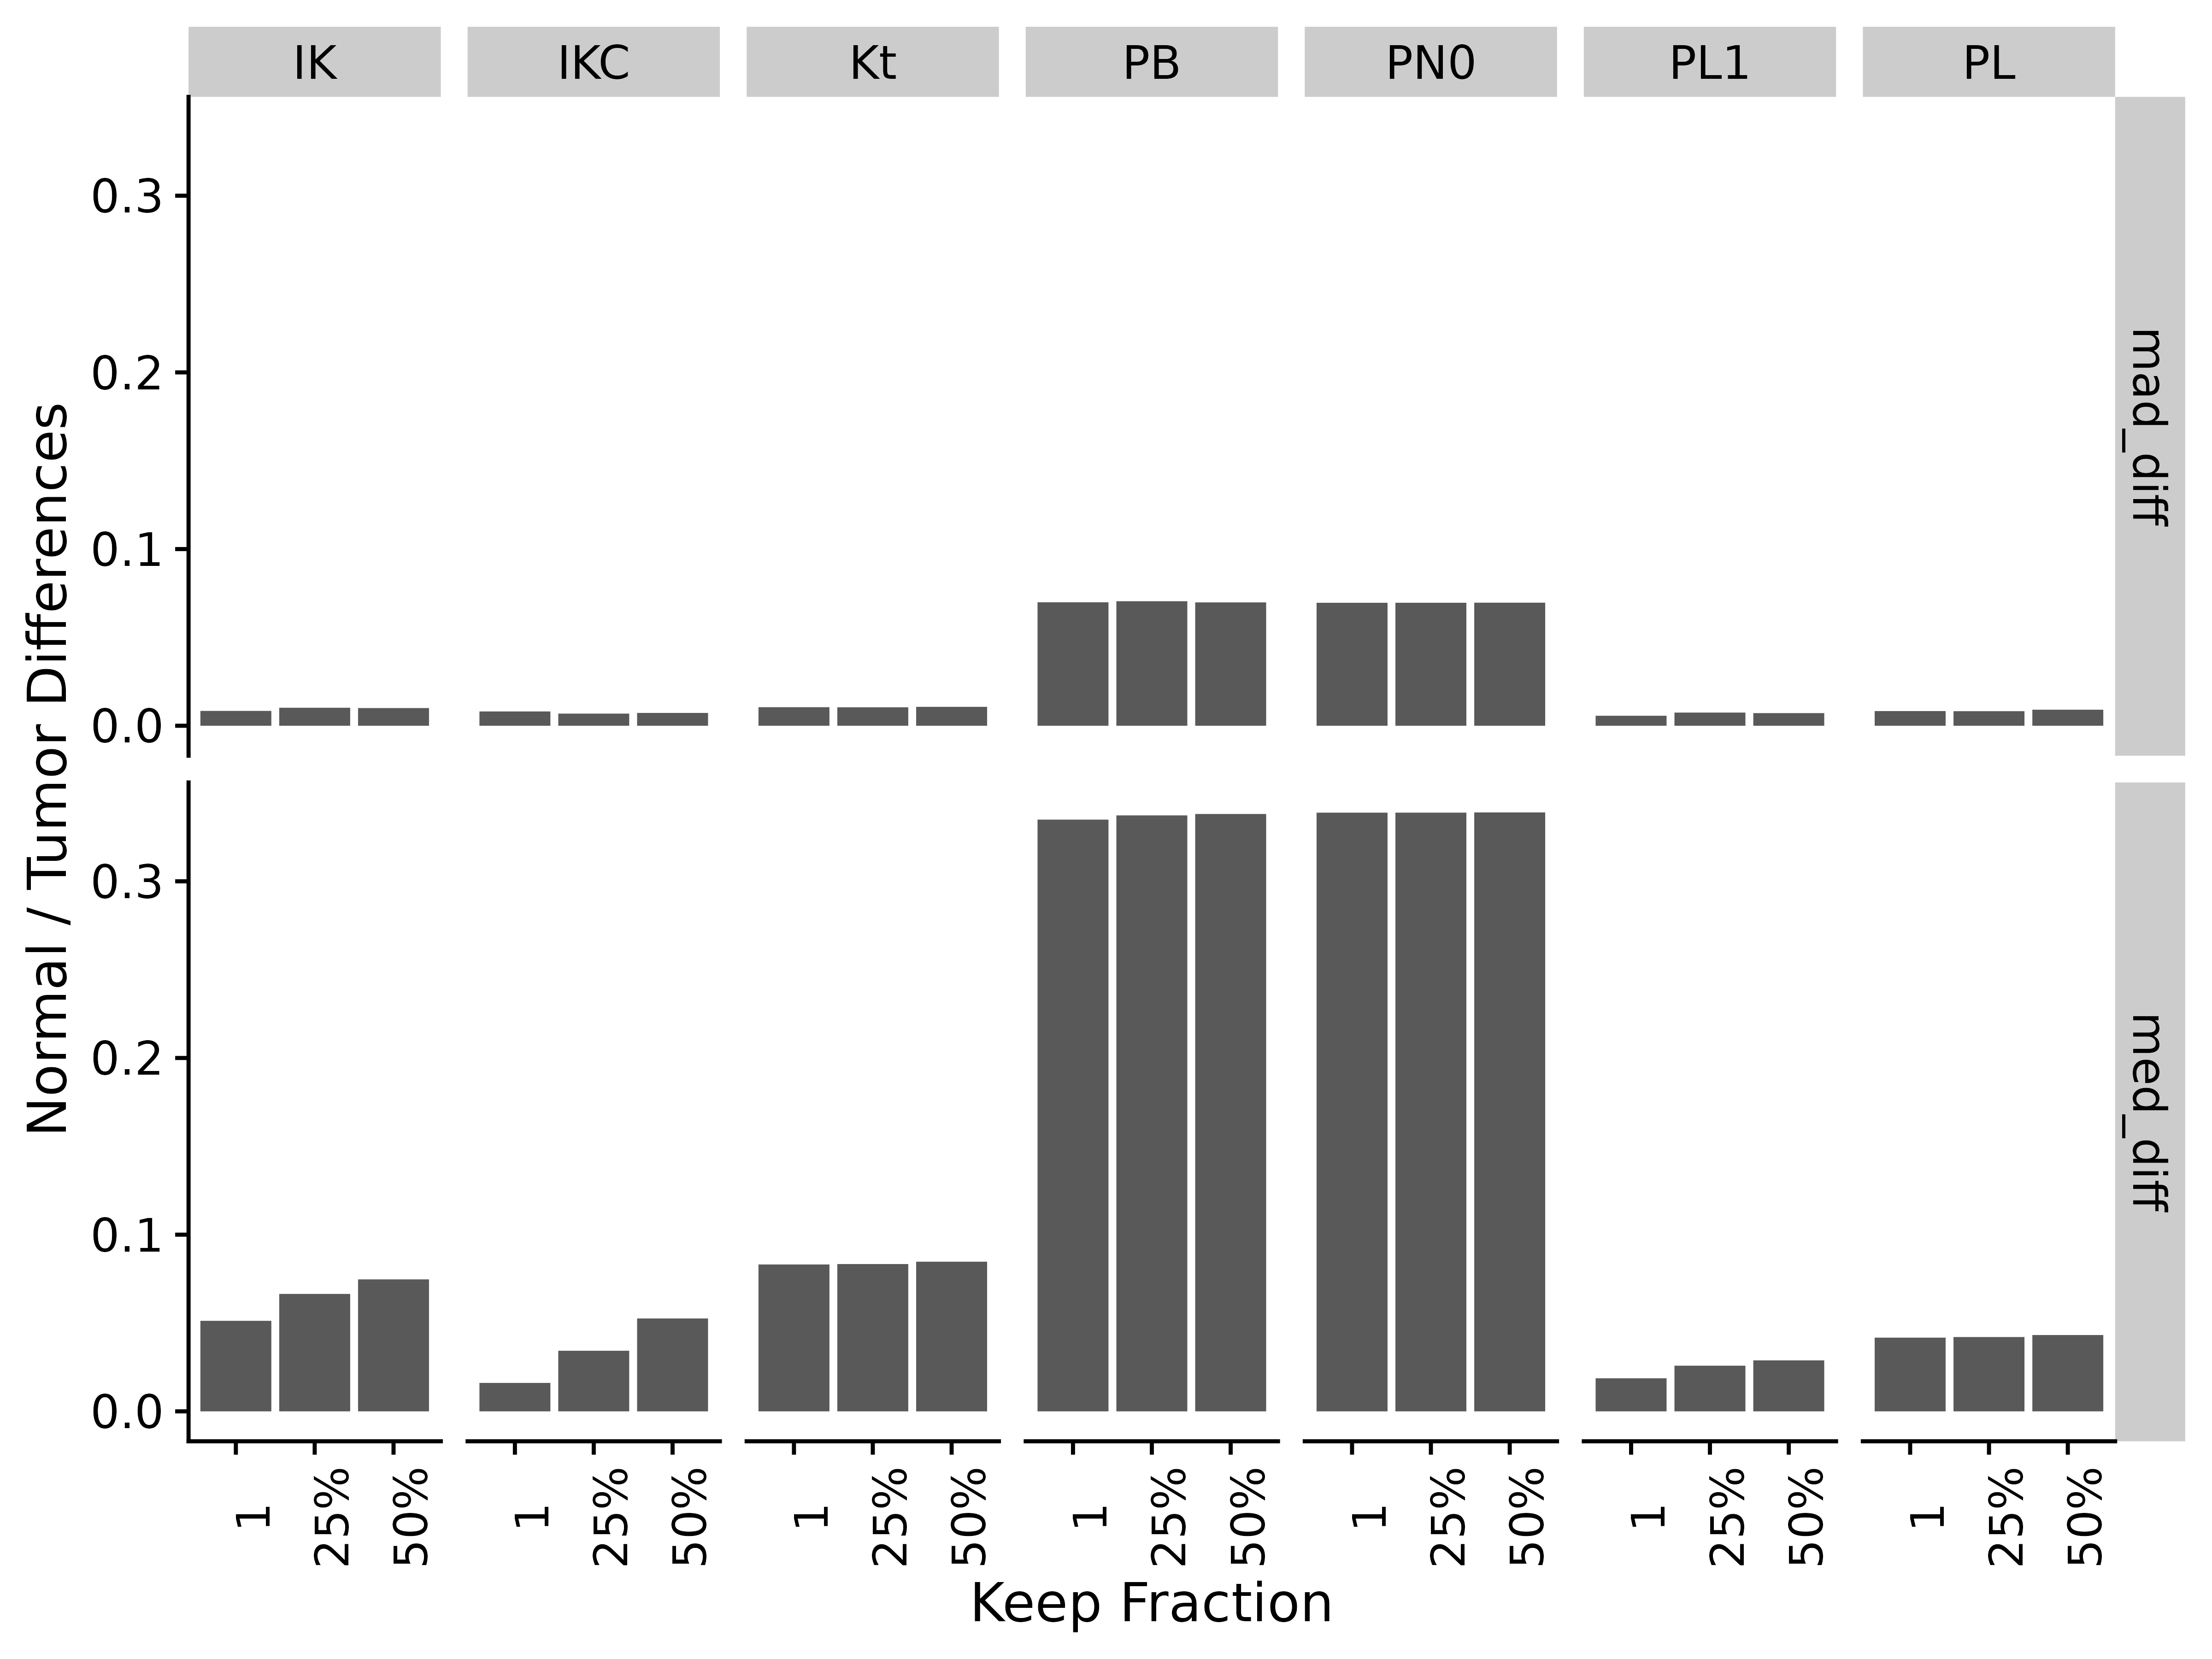 IK IKC Kt PB PN0 PL1 PL
Normal / Tumor Differences
0.3
0.2
0.1
0.0
mad_diff
0.3
0.2
0.1
0.0
med_diff
1 25% 50% 1 25% 50% 1 25% 50% 1 25% 50% 1 25% 50% 1 25% 50% 1 25% 50%
Keep Fraction